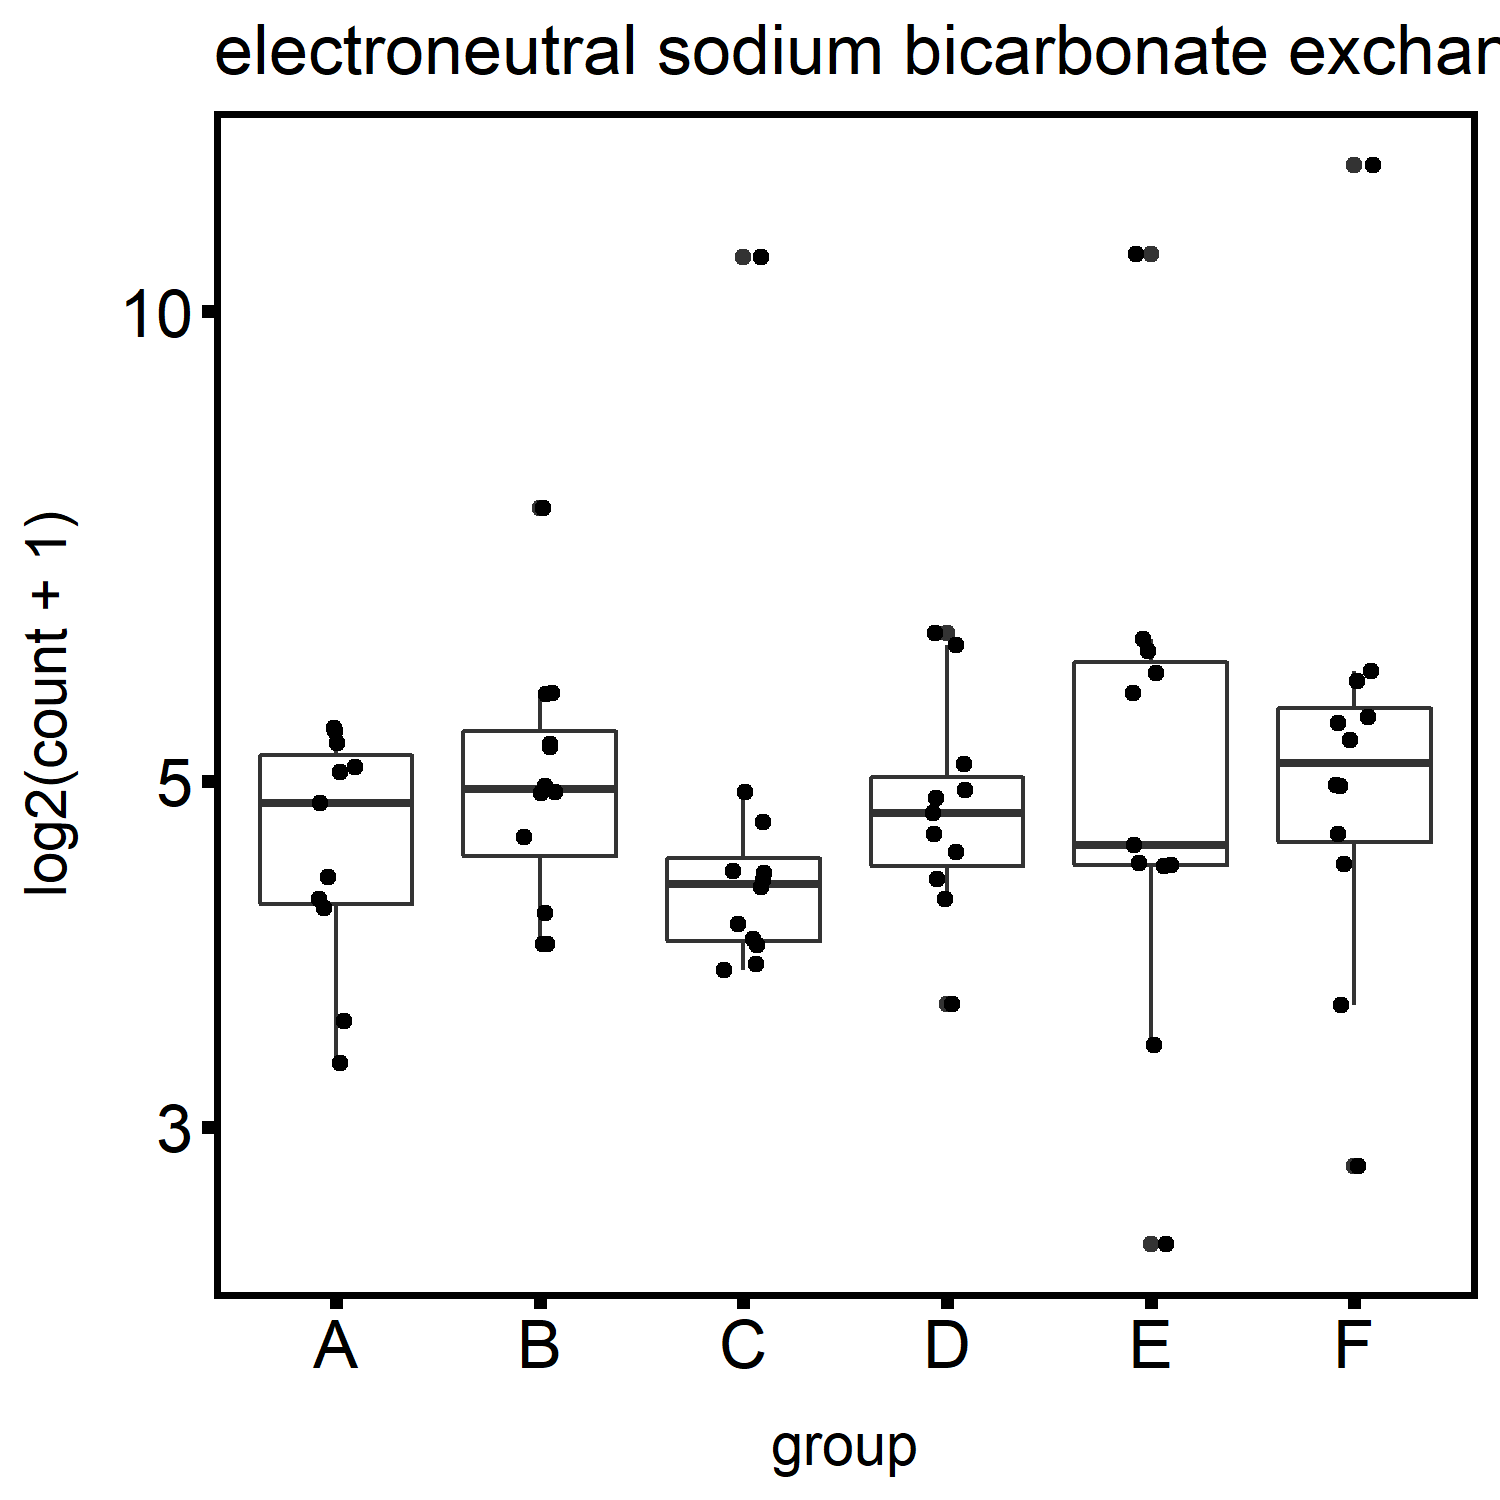 electroneutral sodium bicarbonate exchan
10
5
3
log2(count + 1)
A B C D E F
group